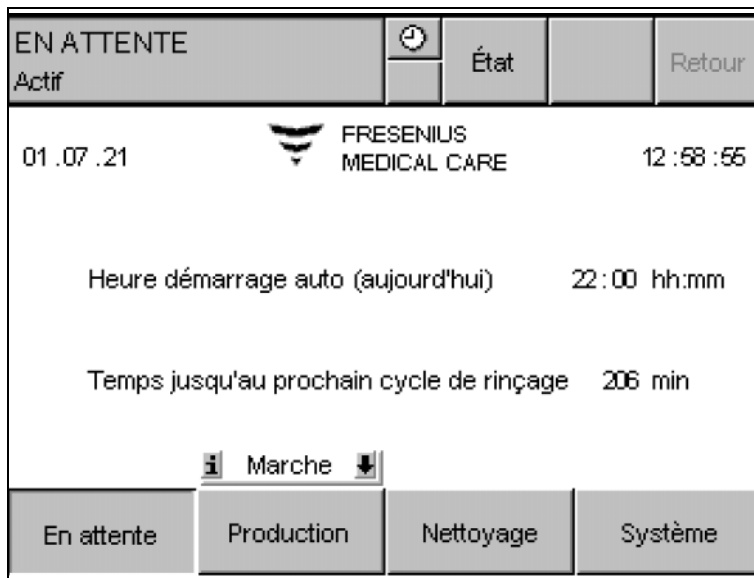 EN ATTENTE
Actif
État
Retour
01 .07 .21
FRESENIUS
MEDICAL CARE
12 :58 :55
Heure démarrage auto (aujourd'hui) 22:00 hh:mm
Temps jusqu'au prochain cycle de rinçage 206 min
i Marche
En attente Production Nettoyage Système